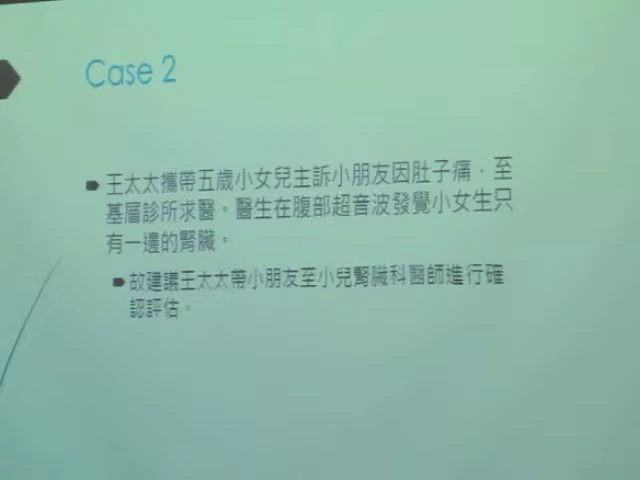 Case 2
王太太攜帶五歲小女兒主訴小朋友因肚子痛，至
基層診所求醫。醫生在腹部超音波發覺小女生只
有一邊的腎臟。
故建議王太太帶小朋友至小兒腎臟科醫師進行確
認評估。